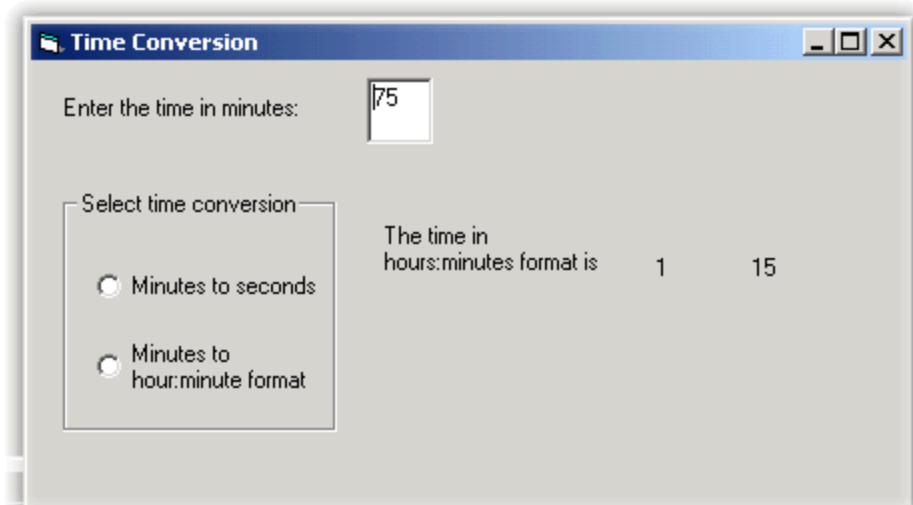 Time Conversion
Enter the time in minutes:
75
Select time conversion
Minutes to seconds
Minutes to
hour:minute format
The time in
hours:minutes format is 1 15